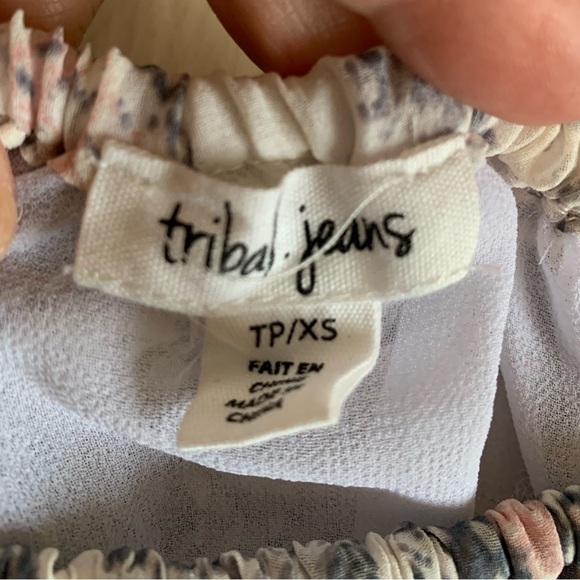 tribal. jeans
TP/XS
FAIT EN
CHINE
MADE IN
CHINA